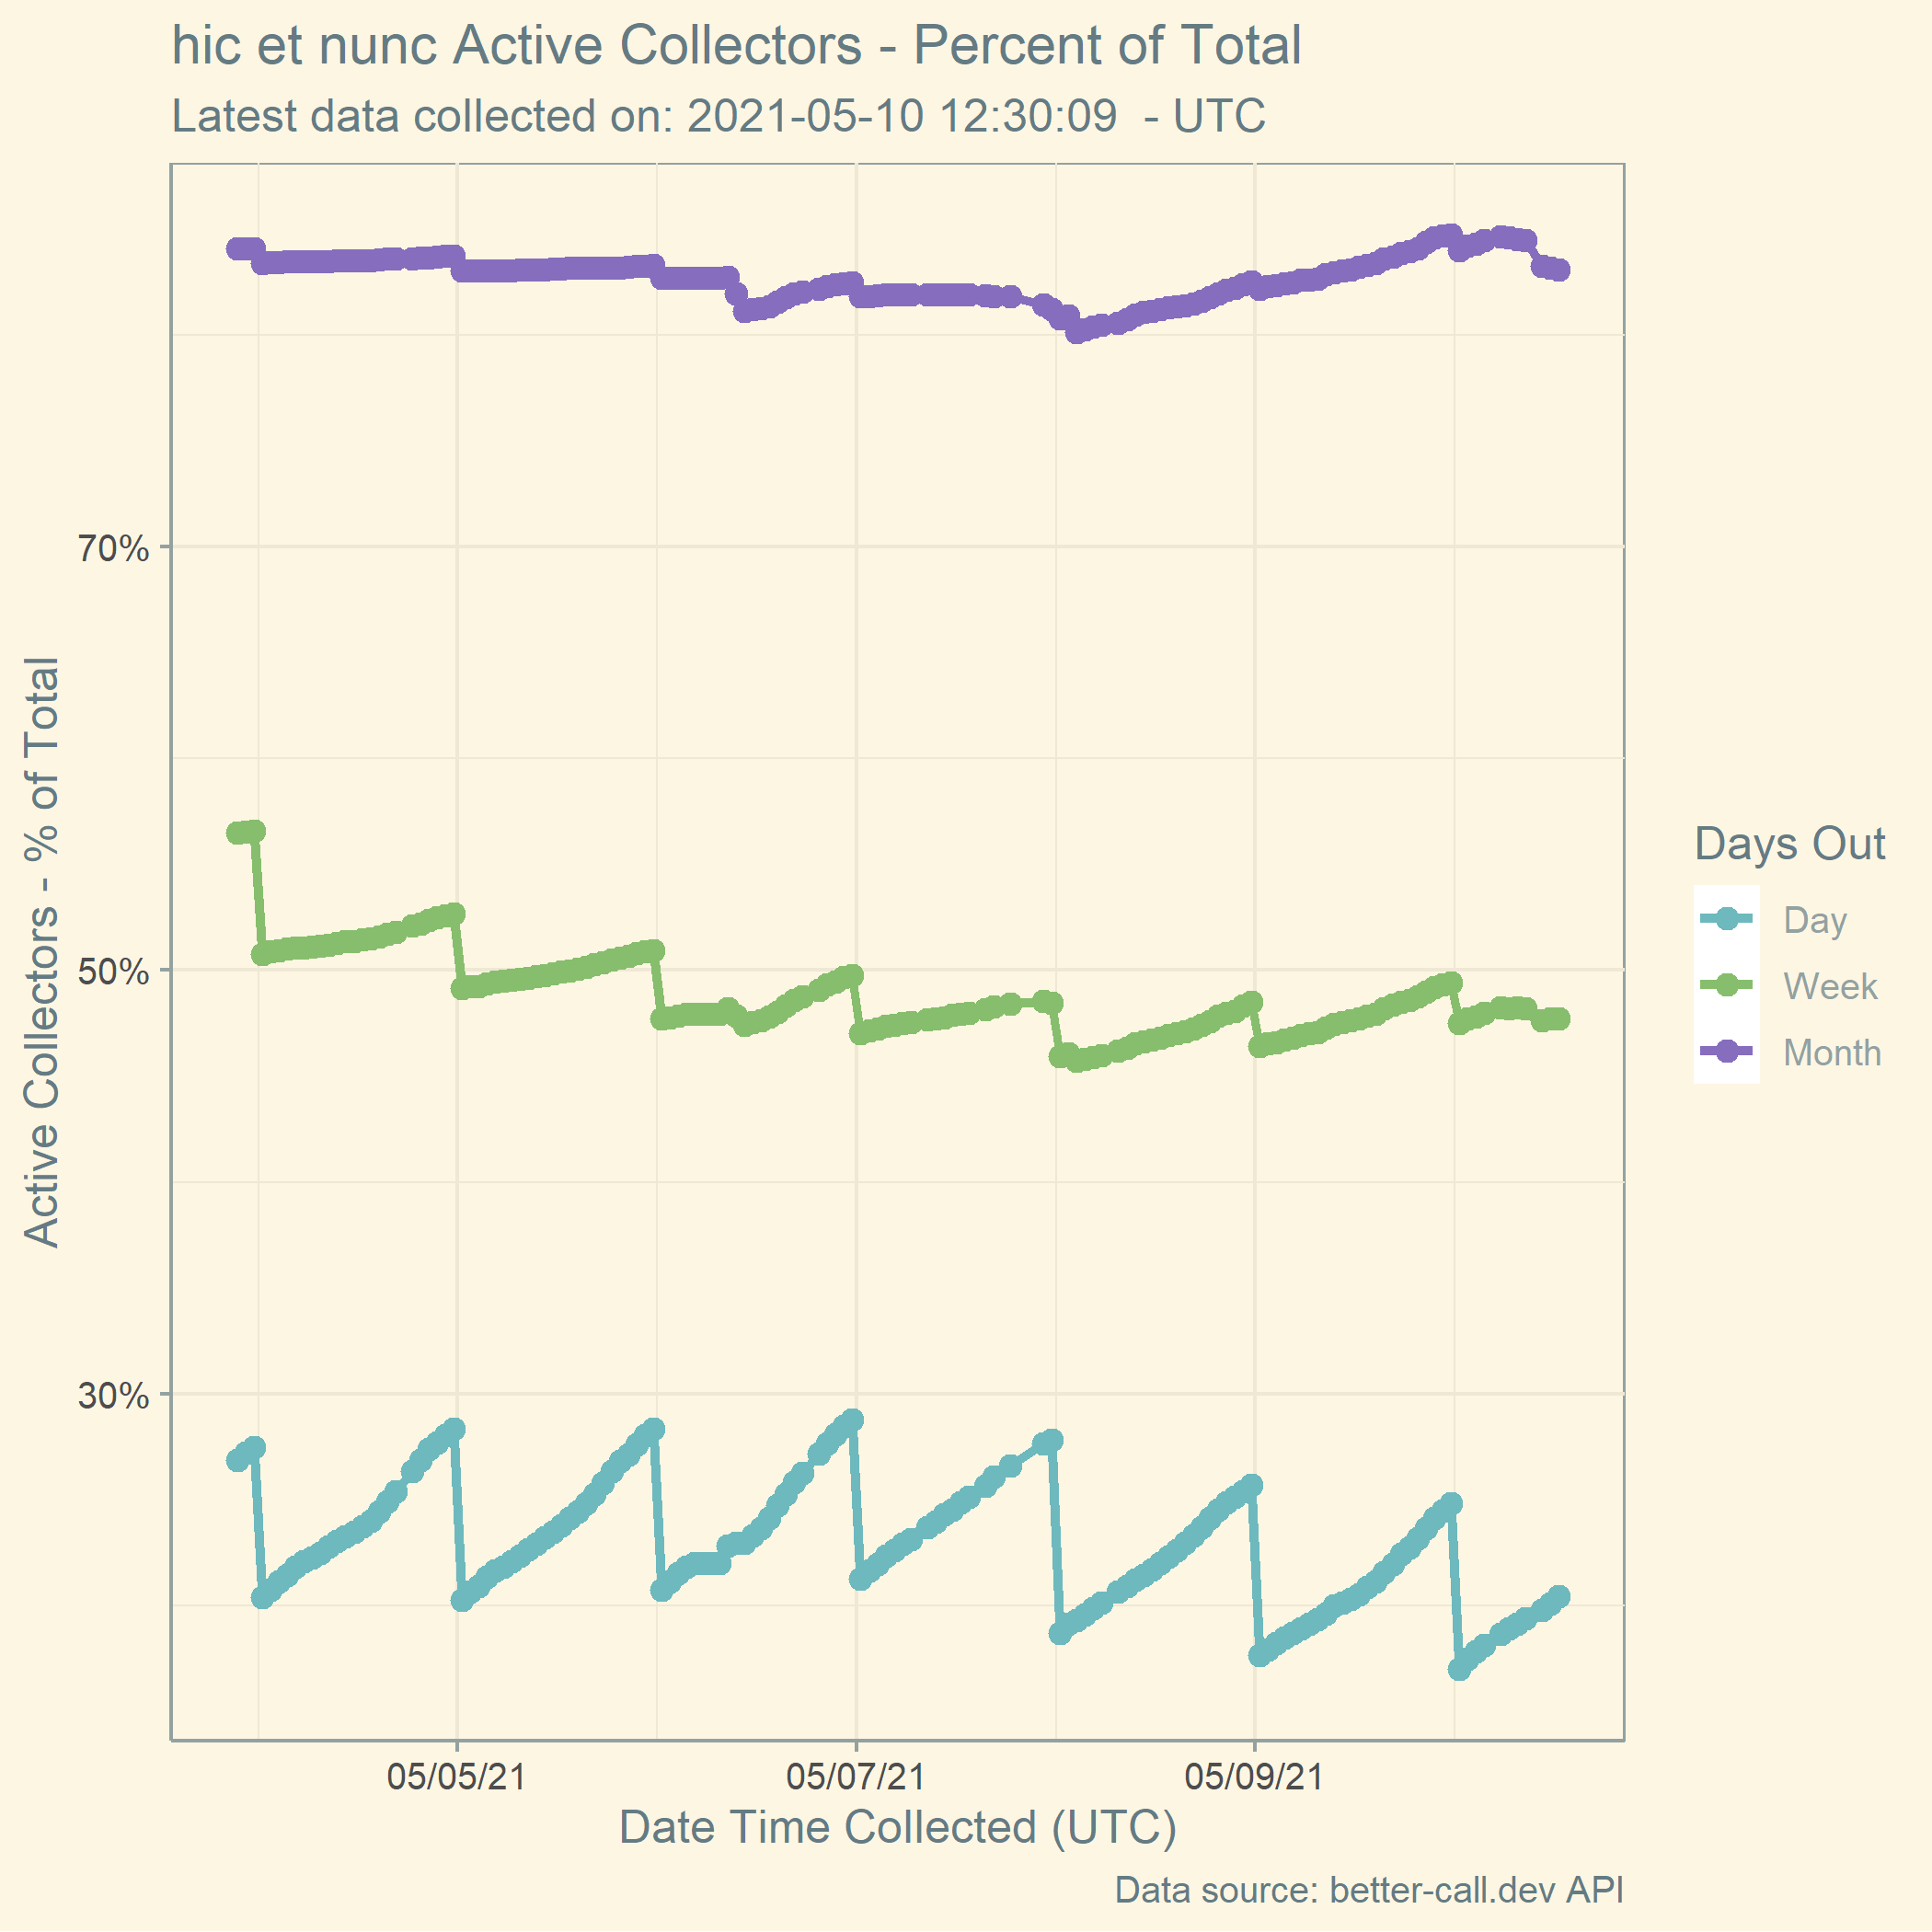 hic et nunc Active Collectors - Percent of Total
Latest data collected on: 2021-05-10 12:30:09  - UTC
Active Collectors - % of Total
70%
50%
30%
Days Out
Day
Week
Month
05/05/21
05/07/21
05/09/21
Date Time Collected (UTC)
Data source: better-call.dev API